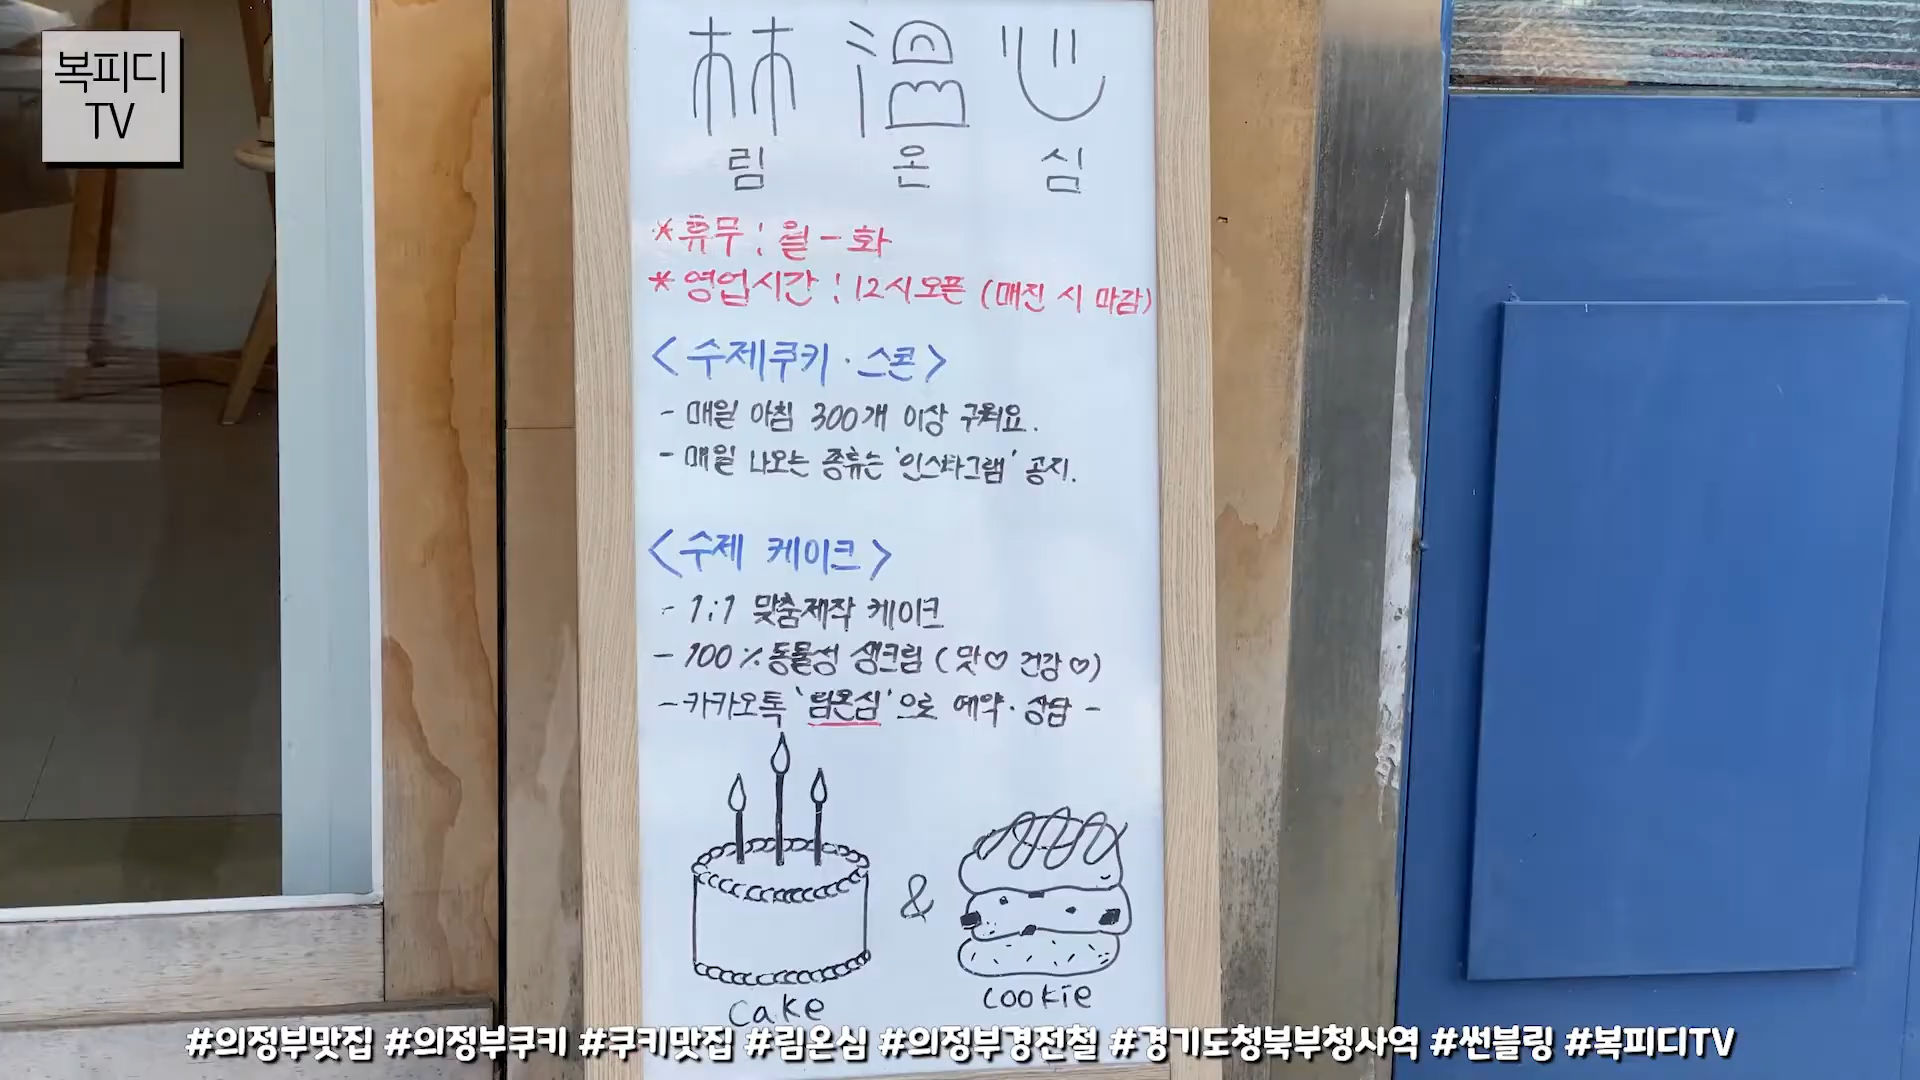 복피디
TV
林溫心
림 온 심
*휴무 : 월 - 화
*영업시간 : 12시오픈 (매진 시 마감)
<수제쿠키 · 스콘>
- 매일 아침 300개 이상 구워요.
- 매일 나오는 종류는 '인스타그램' 공지.
<수제 케이크>
- 1:1 맞춤제작 케이크
- 100% 동물성 생크림 (맛♡ 건강♡)
- 카카오톡 '림온심'으로 예약·상담 -
&
cake
cookie
#의정부맛집 #의정부쿠키 #쿠키맛집 #림온심 #의정부경전철 #경기도청북부청사역 #썬블링 #복피디TV